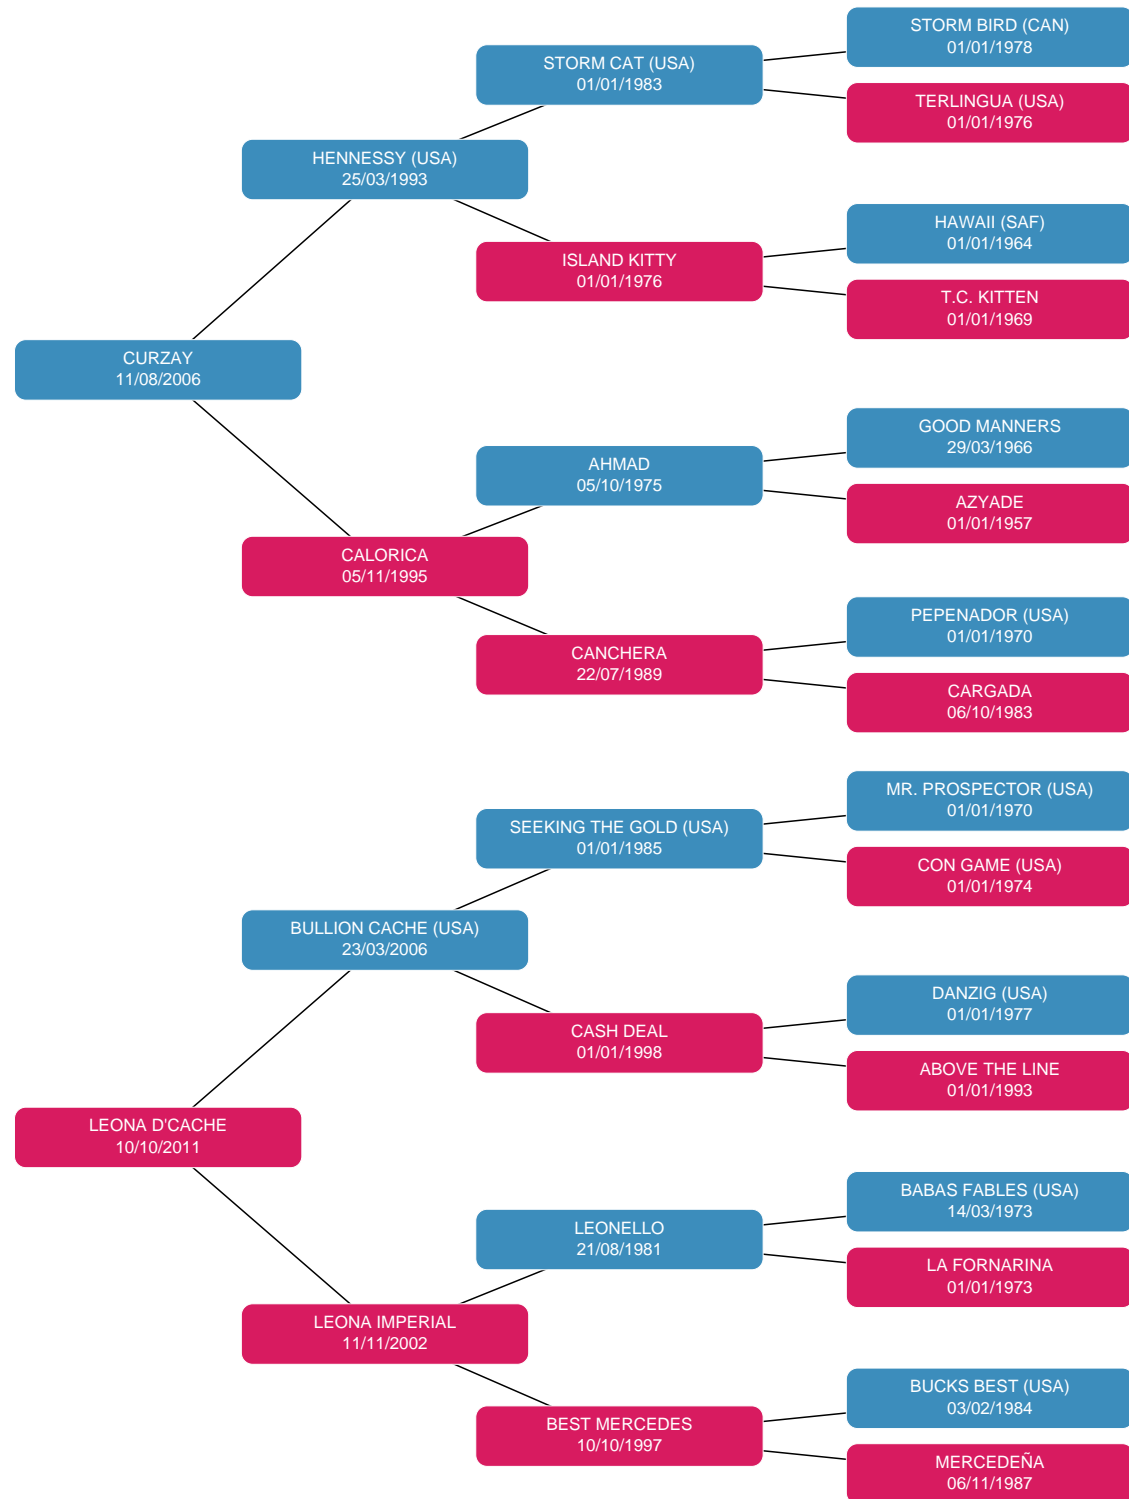 STORM BIRD (CAN)
01/01/1978
STORM CAT (USA)
01/01/1983
TERLINGUA (USA)
01/01/1976
HENNESSY (USA)
25/03/1993
HAWAII (SAF)
01/01/1964
ISLAND KITTY
01/01/1976
T.C. KITTEN
01/01/1969
CURZAY
11/08/2006
GOOD MANNERS
29/03/1966
AHMAD
05/10/1975
AZYADE
01/01/1957
CALORICA
05/11/1995
PEPENADOR (USA)
01/01/1970
CANCHERA
22/07/1989
CARGADA
06/10/1983
MR. PROSPECTOR (USA)
01/01/1970
SEEKING THE GOLD (USA)
01/01/1985
CON GAME (USA)
01/01/1974
BULLION CACHE (USA)
23/03/2006
DANZIG (USA)
01/01/1977
CASH DEAL
01/01/1998
ABOVE THE LINE
01/01/1993
LEONA D'CACHE
10/10/2011
BABAS FABLES (USA)
14/03/1973
LEONELLO
21/08/1981
LA FORNARINA
01/01/1973
LEONA IMPERIAL
11/11/2002
BUCKS BEST (USA)
03/02/1984
BEST MERCEDES
10/10/1997
MERCEDEÑA
06/11/1987